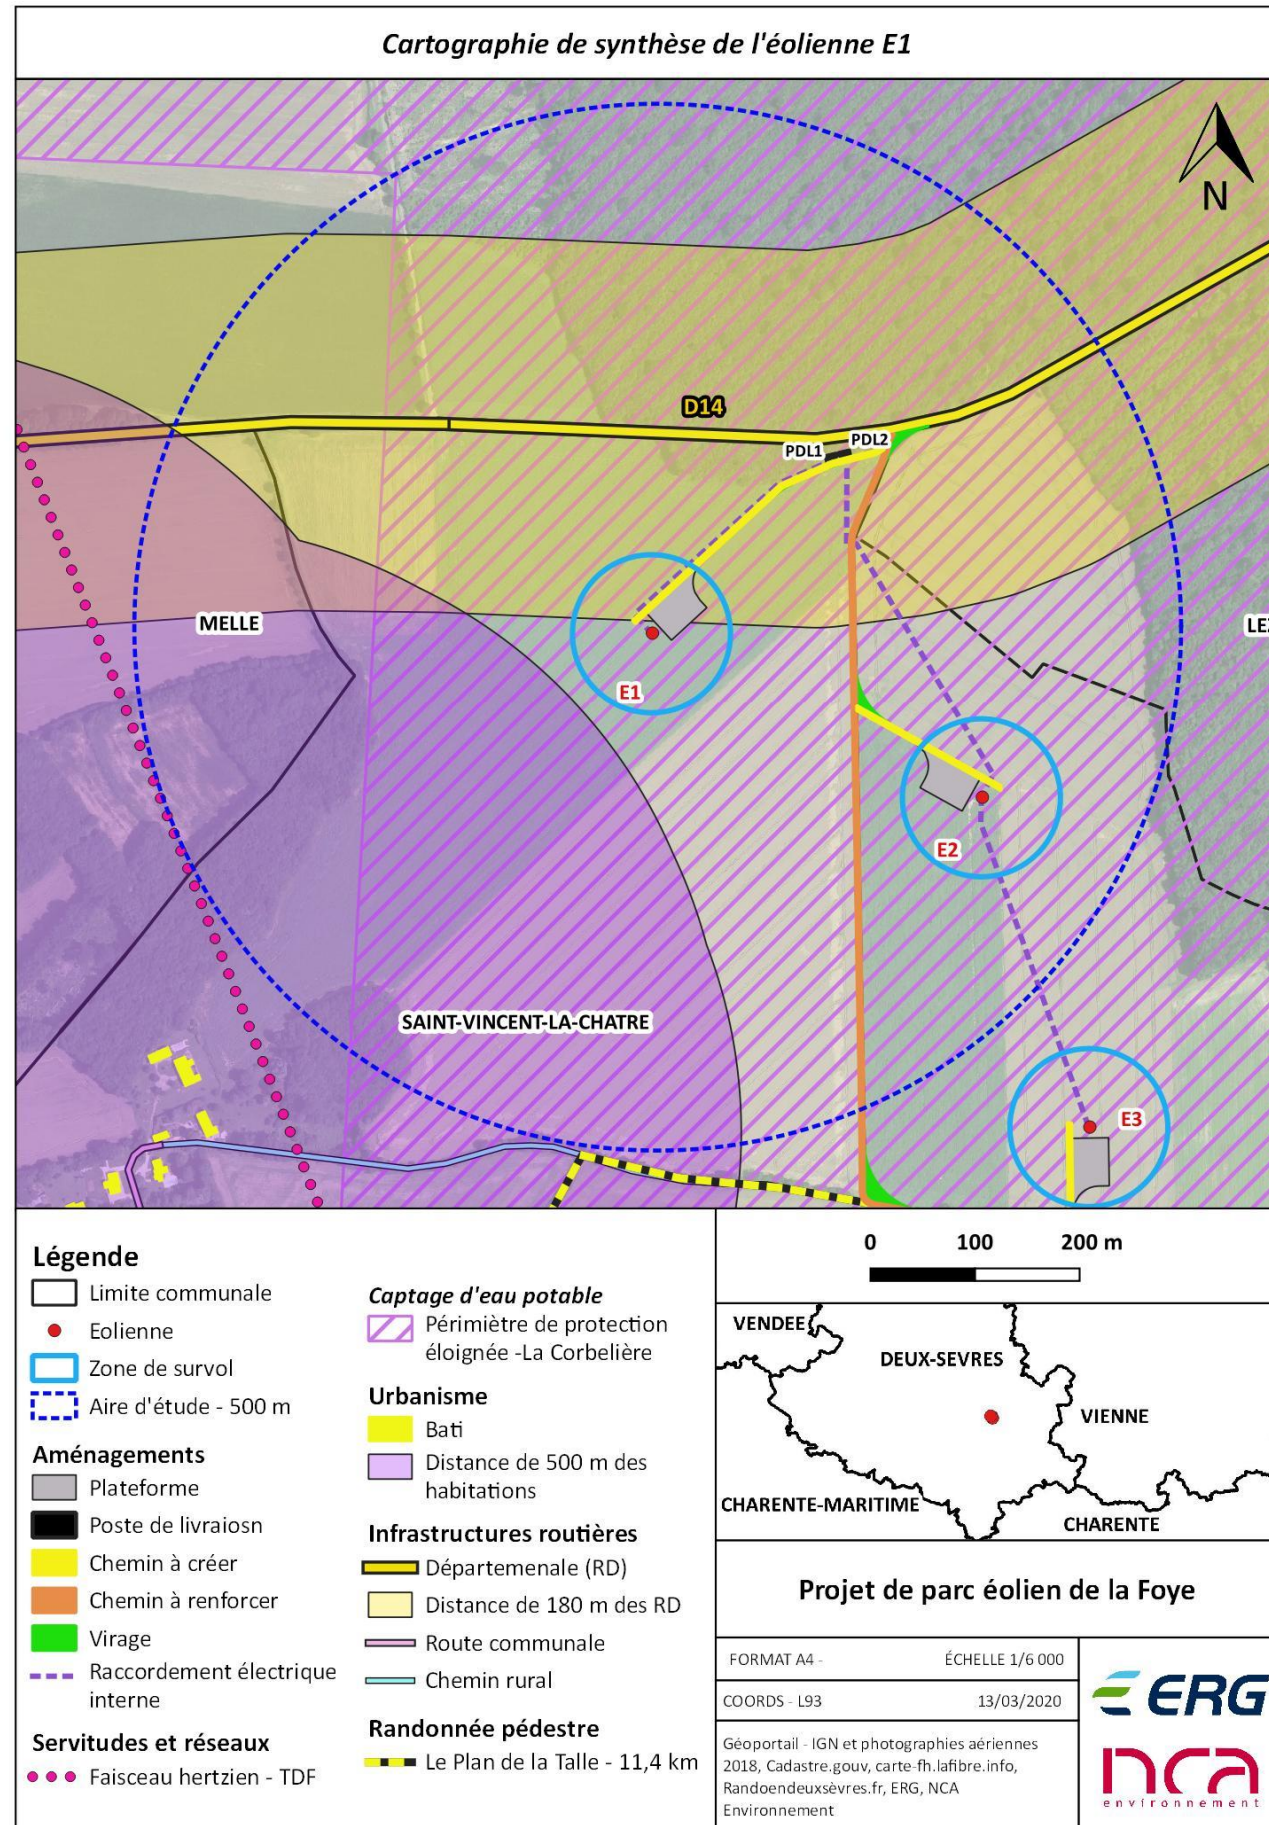 Cartographie de synthèse de l'éolienne E1
N
D14
PDL1
PDL2
MELLE
LEZ
E1
E2
SAINT-VINCENT-LA-CHATRE
E3
Légende
Limite communale
Eolienne
Zone de survol
Aire d'étude - 500 m
Aménagements
Plateforme
Poste de livraiosn
Chemin à créer
Chemin à renforcer
Virage
Raccordement électrique
interne
Servitudes et réseaux
Faisceau hertzien - TDF
Captage d'eau potable
Périmiètre de protection
éloignée -La Corbelière
Urbanisme
Bati
Distance de 500 m des
habitations
Infrastructures routières
Départemenale (RD)
Distance de 180 m des RD
Route communale
Chemin rural
Randonnée pédestre
Le Plan de la Talle - 11,4 km
0 100 200 m
VENDEE
DEUX-SEVRES
VIENNE
CHARENTE-MARITIME
CHARENTE
Projet de parc éolien de la Foye
FORMAT A4 - ÉCHELLE 1/6 000
COORDS - L93 13/03/2020
Géoportail - IGN et photographies aériennes
2018, Cadastre.gouv, carte-fh.lafibre.info,
Randoendeuxsèvres.fr, ERG, NCA
Environnement
ERG
nca
environnement